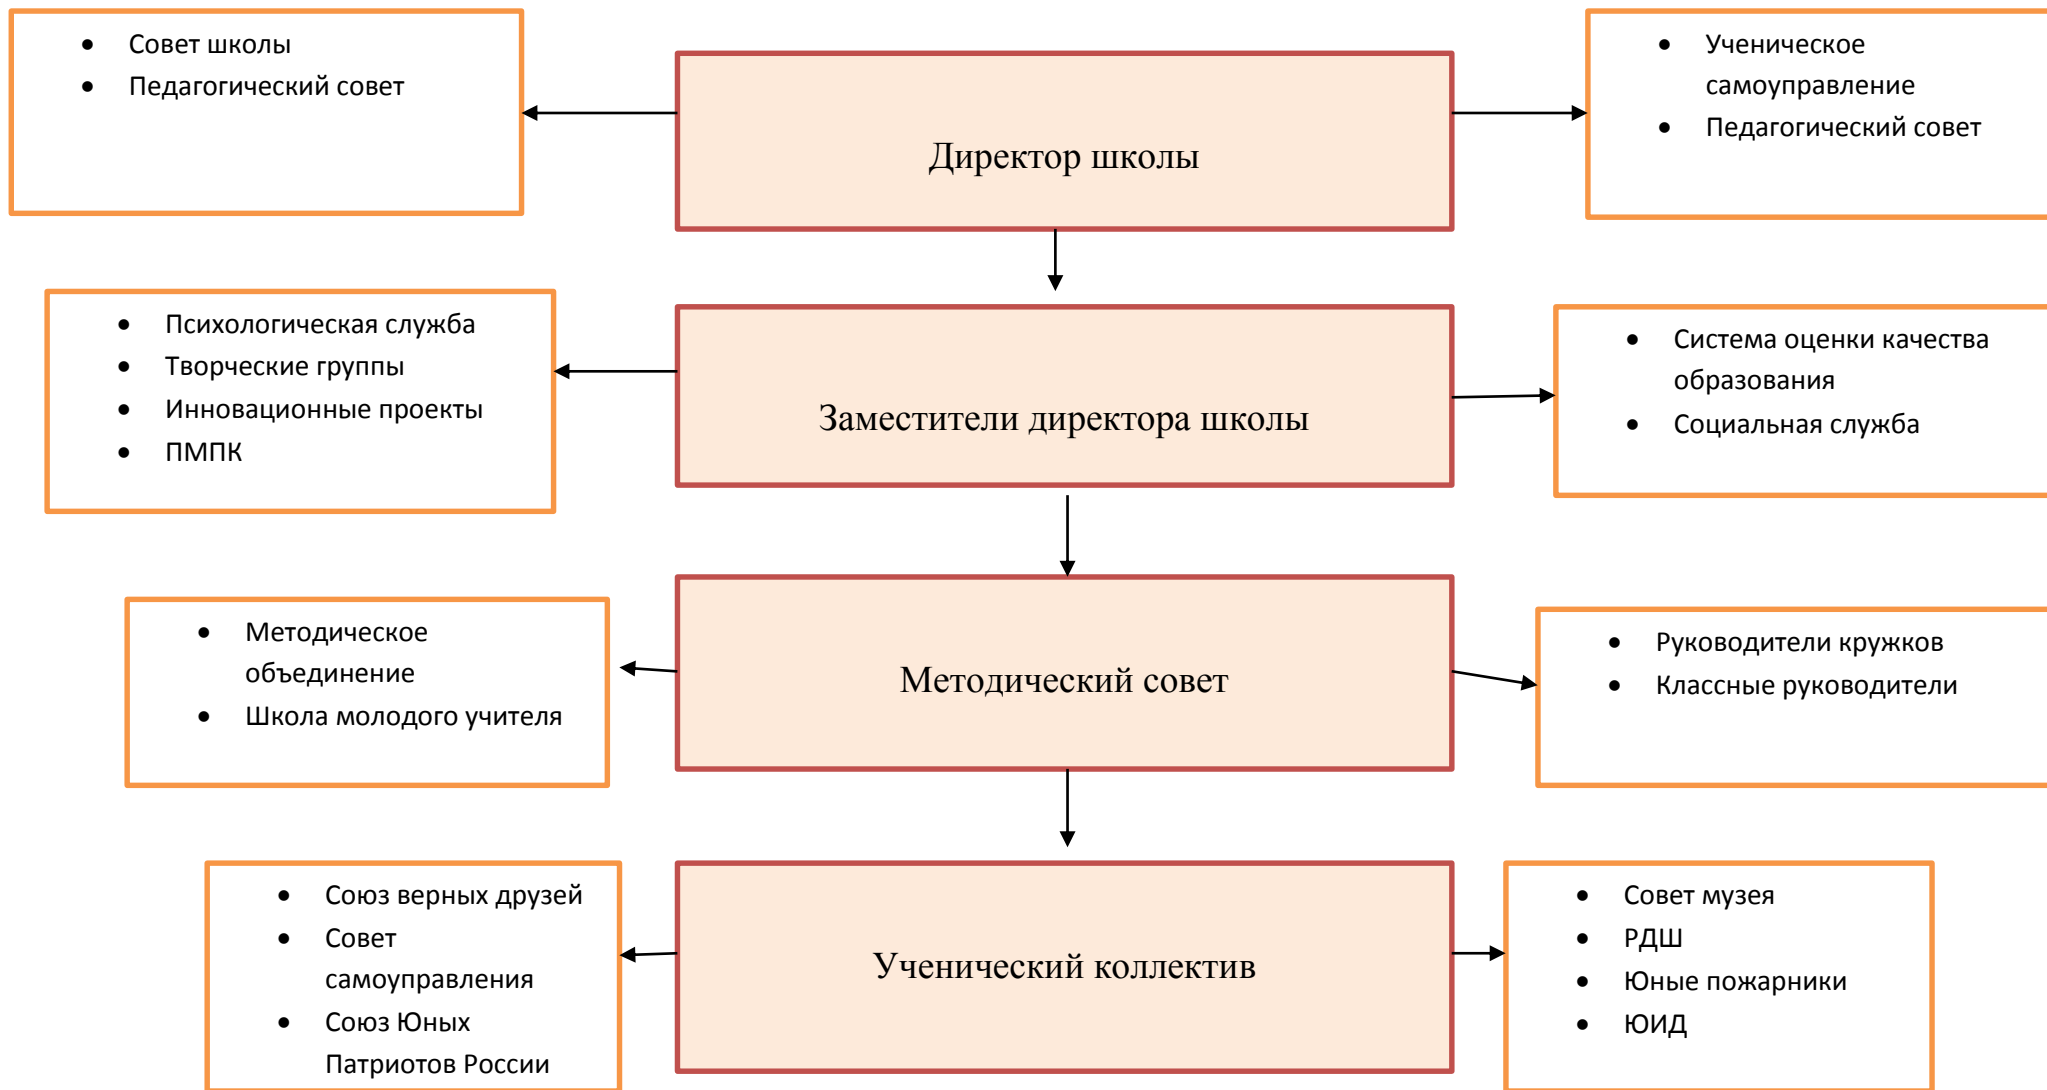 • Совет школы
• Педагогический совет
Директор школы
• Ученическое
самоуправление
• Педагогический совет
• Психологическая служба
• Творческие группы
• Инновационные проекты
• ПМПК
Заместители директора школы
• Система оценки качества
образования
• Социальная служба
• Методическое
объединение
• Школа молодого учителя
Методический совет
• Руководители кружков
• Классные руководители
• Союз верных друзей
• Совет
самоуправления
• Союз Юных
Патриотов России
Ученический коллектив
• Совет музея
• РДШ
• Юные пожарники
• ЮИД